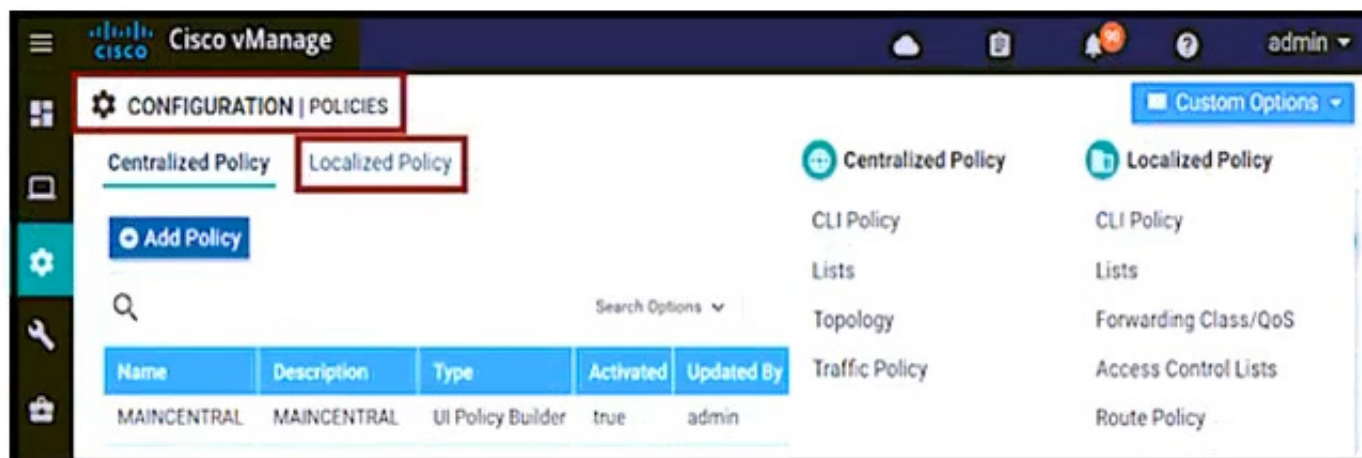 cisco Cisco vManage 90 ? admin
CONFIGURATION | POLICIES
Custom Options
Centralized Policy Localized Policy
Add Policy
Search Options
Name Description Type Activated Updated By
MAINCENTRAL MAINCENTRAL UI Policy Builder true admin
Centralized Policy
CLI Policy
Lists
Topology
Traffic Policy
Localized Policy
CLI Policy
Lists
Forwarding Class/QoS
Access Control Lists
Route Policy